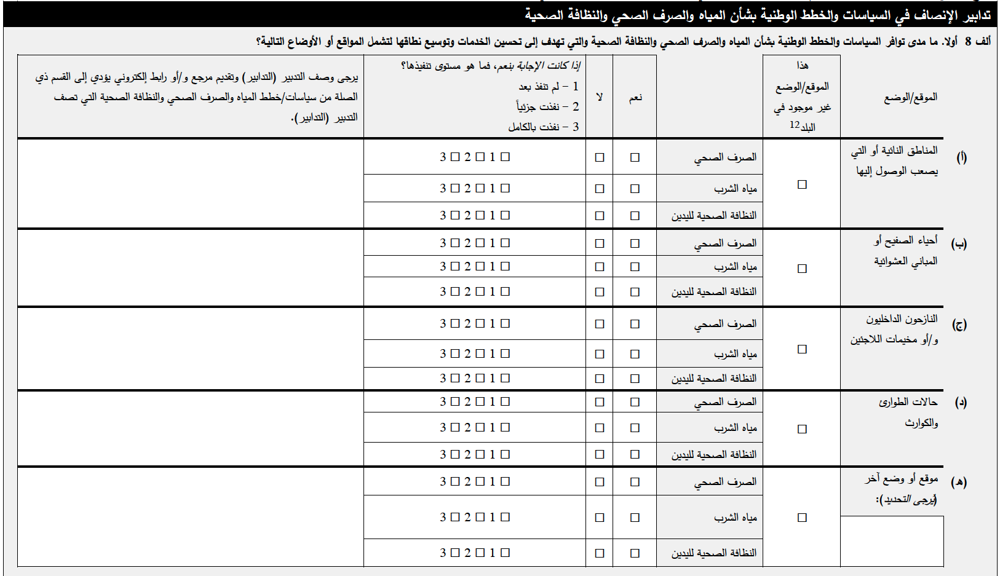 تدابير الإنصاف في السياسات والخطط الوطنية بشأن المياه والصرف الصحي والنظافة الصحية
ألف 8 أولا. ما مدى توافر السياسات والخطط الوطنية بشأن المياه والصرف الصحي والنظافة الصحية والتي تهدف إلى تحسين الخدمات وتوسيع نطاقها لتشمل المواقع أو الأوضاع التالية؟
الموقع/الوضع
هذا
الموقع/الوضع
غير موجود في
البلد12
نعم
لا
إذا كانت الإجابة بنعم، فما هو مستوى تنفيذها؟
1 – لم تنفذ بعد
2 – نفذت جزئياً
3 – نفذت بالكامل
يرجى وصف التدبير (التدابير) وتقديم مرجع و/أو رابط إلكتروني يؤدي إلى القسم ذي
الصلة من سياسات/خطط المياه والصرف الصحي والنظافة الصحية التي تصف
التدبير (التدابير).
(أ)
المناطق النائية أو التي
يصعب الوصول إليها
☐
الصرف الصحي ☐ ☐ ☐ 1 ☐ 2 ☐ 3
مياه الشرب ☐ ☐ ☐ 1 ☐ 2 ☐ 3
النظافة الصحية لليدين ☐ ☐ ☐ 1 ☐ 2 ☐ 3
(ب)
أحياء الصفيح أو
المباني العشوائية
☐
الصرف الصحي ☐ ☐ ☐ 1 ☐ 2 ☐ 3
مياه الشرب ☐ ☐ ☐ 1 ☐ 2 ☐ 3
النظافة الصحية لليدين ☐ ☐ ☐ 1 ☐ 2 ☐ 3
(ج)
النازحون الداخليون
و/أو مخيمات اللاجئين
☐
الصرف الصحي ☐ ☐ ☐ 1 ☐ 2 ☐ 3
مياه الشرب ☐ ☐ ☐ 1 ☐ 2 ☐ 3
النظافة الصحية لليدين ☐ ☐ ☐ 1 ☐ 2 ☐ 3
(د)
حالات الطوارئ
والكوارث
☐
الصرف الصحي ☐ ☐ ☐ 1 ☐ 2 ☐ 3
مياه الشرب ☐ ☐ ☐ 1 ☐ 2 ☐ 3
النظافة الصحية لليدين ☐ ☐ ☐ 1 ☐ 2 ☐ 3
(ه)
موقع أو وضع آخر
(يُرجى التحديد):
☐
الصرف الصحي ☐ ☐ ☐ 1 ☐ 2 ☐ 3
مياه الشرب ☐ ☐ ☐ 1 ☐ 2 ☐ 3
النظافة الصحية لليدين ☐ ☐ ☐ 1 ☐ 2 ☐ 3